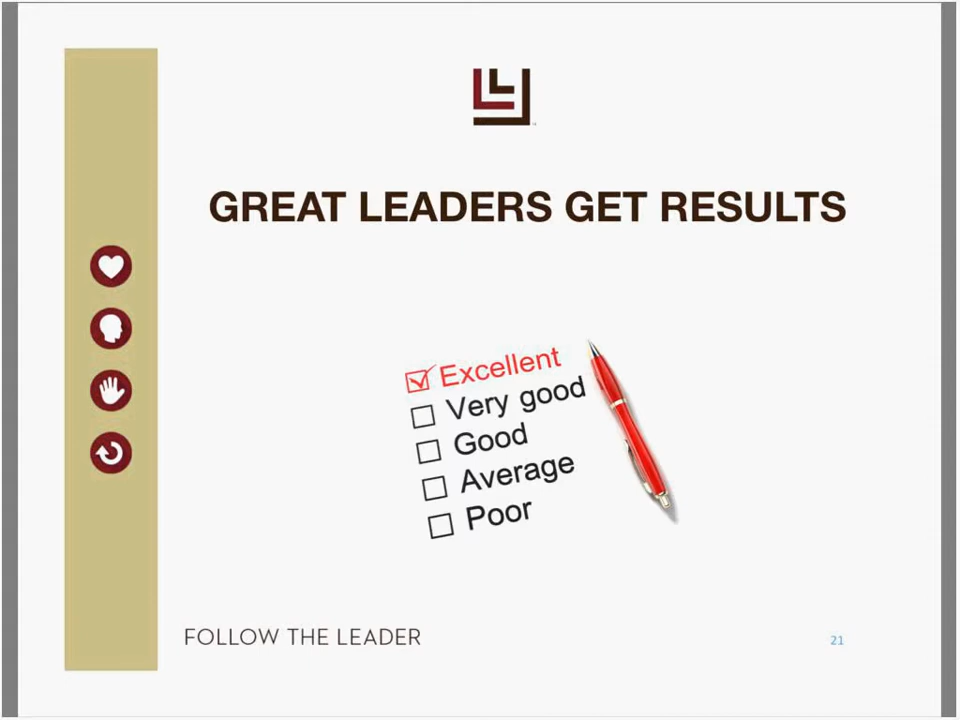 GREAT LEADERS GET RESULTS
Excellent
Very good
Good
Average
Poor
FOLLOW THE LEADER
21